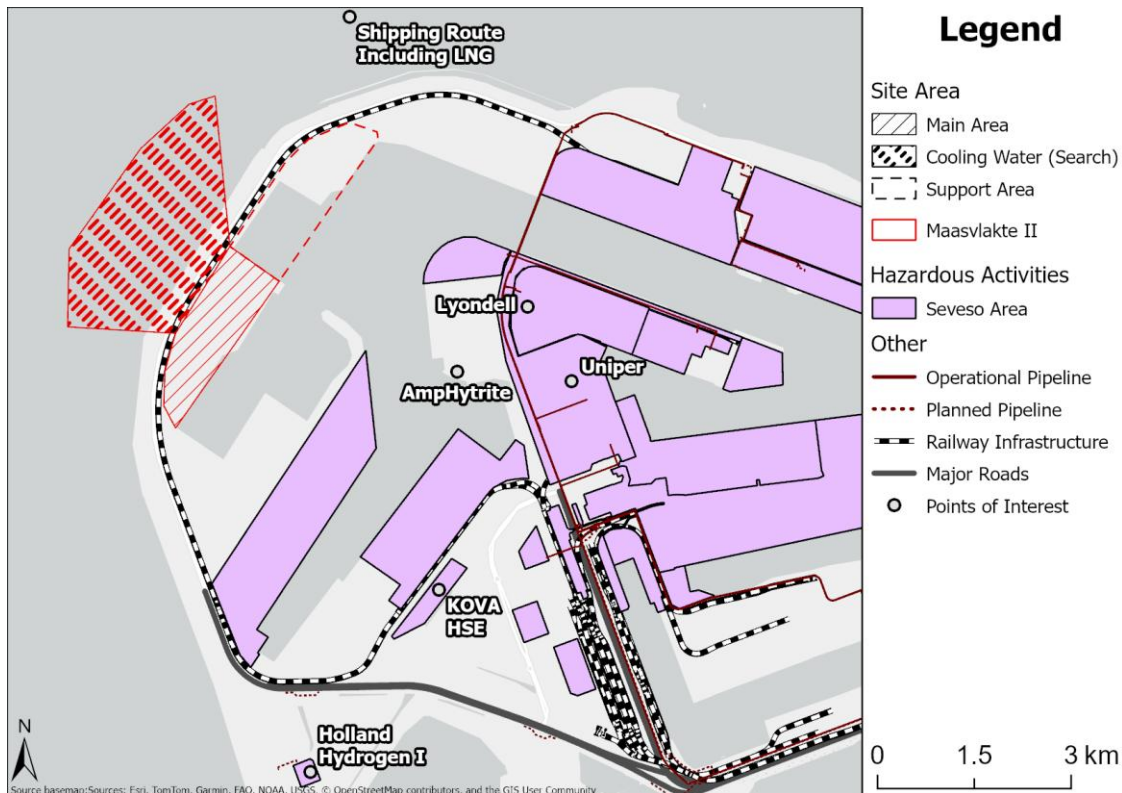 Shipping Route
Including LNG
Lyondell
Uniper
AmpHytrite
KOVA
HSE
Holland
Hydrogen I
N
Source basemap:Sources: Esri, TomTom, Garmin, FAO, NOAA, USGS, © OpenStreetMap contributors, and the GIS User Community
Legend
Site Area
Main Area
Cooling Water (Search)
Support Area
Maasvlakte II
Hazardous Activities
Seveso Area
Other
Operational Pipeline
Planned Pipeline
Railway Infrastructure
Major Roads
Points of Interest
0 1.5 3 km